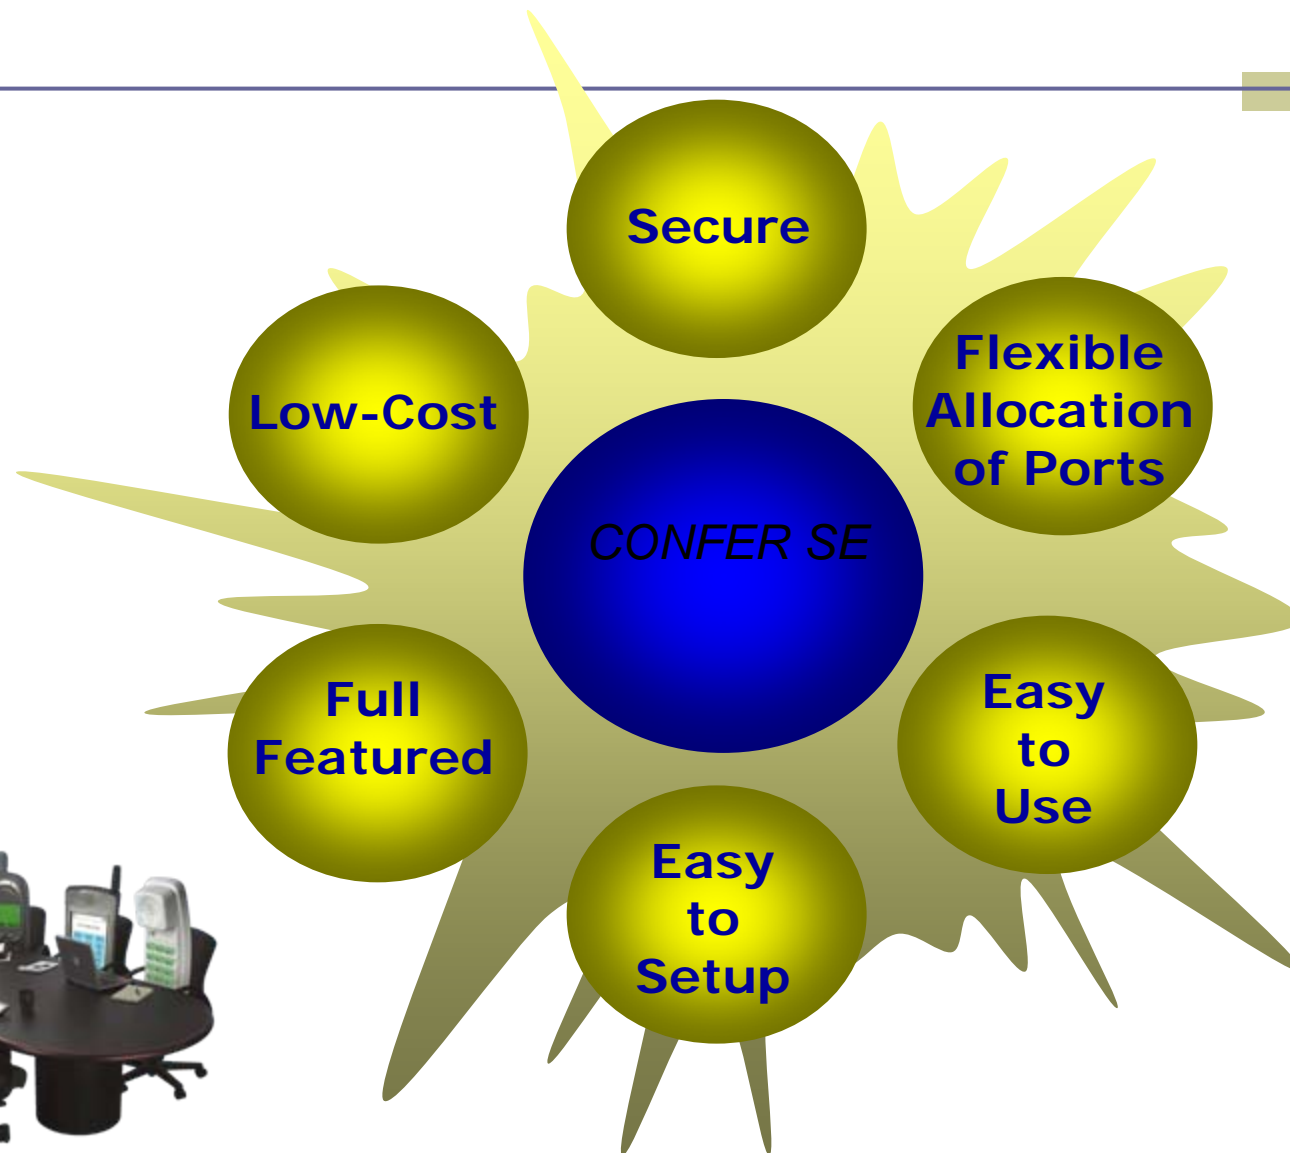 Secure
Low-Cost
Flexible
Allocation
of Ports
CONFER SE
Full
Featured
Easy
to
Use
Easy
to
Setup